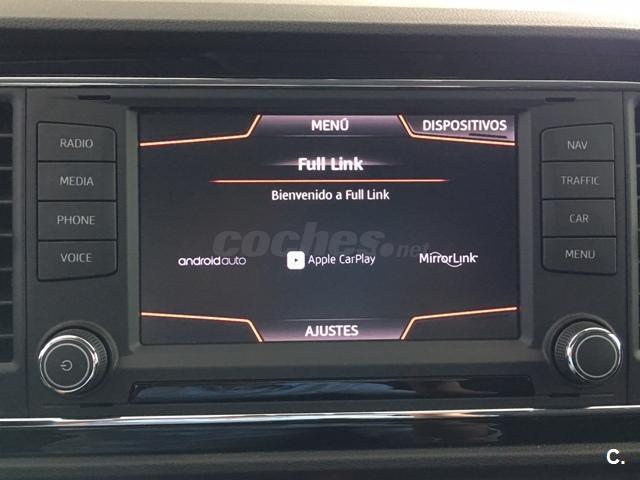 MENÚ
DISPOSITIVOS
RADIO
NAV
Full Link
MEDIA
TRAFFIC
Bienvenido a Full Link
PHONE
CAR
coches.net
VOICE
androidauto
Apple CarPlay
MirrorLink™
MENU
AJUSTES
C.